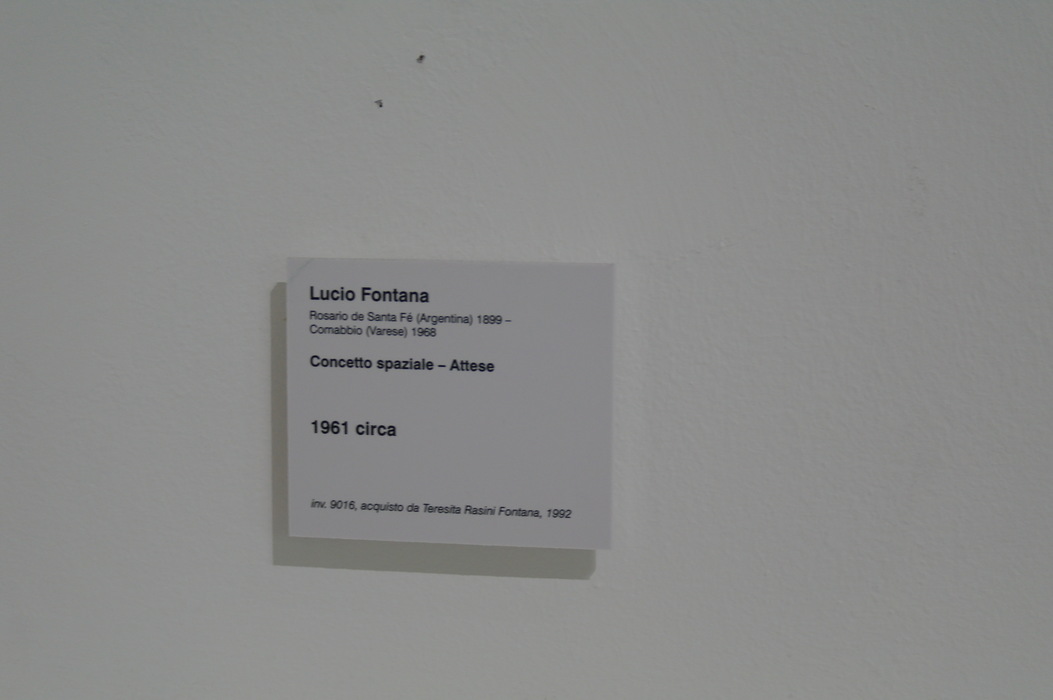 Lucio Fontana
Rosario de Santa Fé (Argentina) 1899 –
Comabbio (Varese) 1968
Concetto spaziale – Attese
1961 circa
inv. 9016, acquisto da Teresita Rasini Fontana, 1992